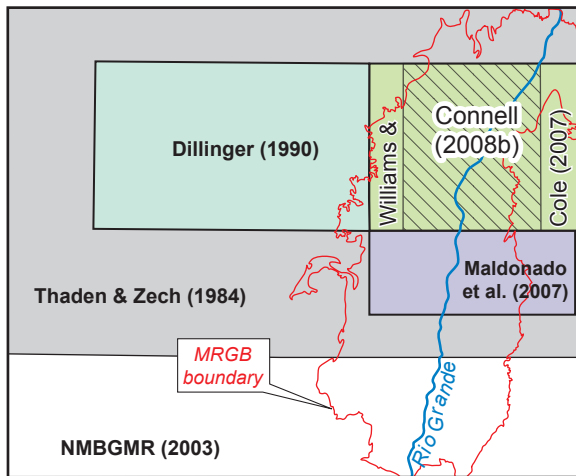 Dillinger (1990)
Williams &
Connell
(2008b)
Cole (2007)
Maldonado
et al. (2007)
Thaden & Zech (1984)
MRGB
boundary
Rio Grande
NMBGMR (2003)